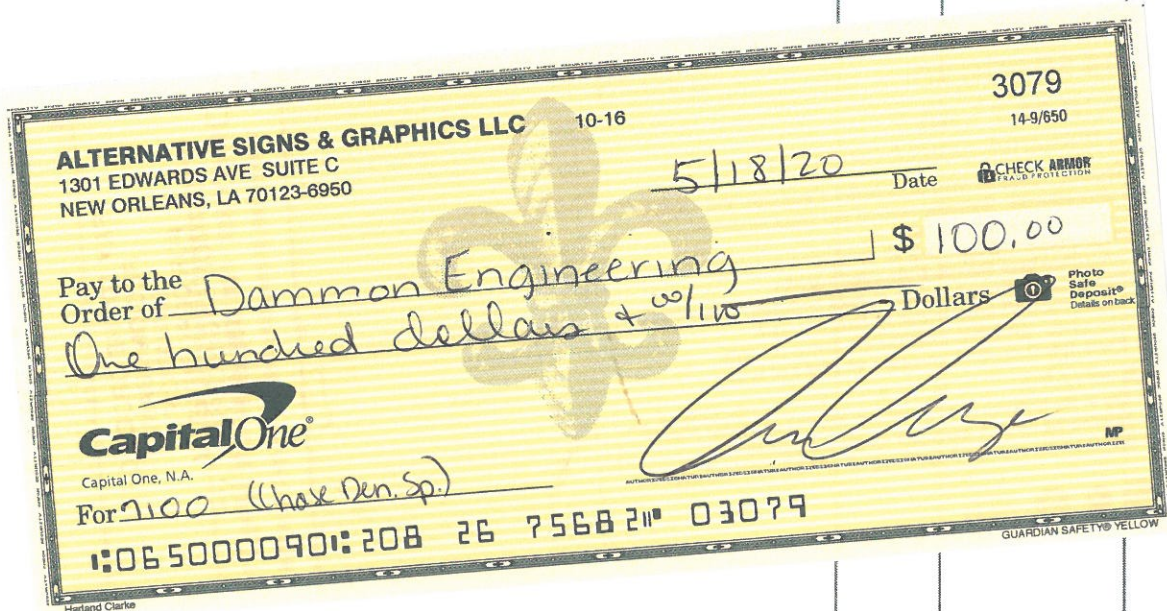 3079
14-9/650
ALTERNATIVE SIGNS & GRAPHICS LLC 10-16
1301 EDWARDS AVE SUITE C
NEW ORLEANS, LA 70123-6950
5/18/20 Date
CHECK ARMOR
FRAUD PROTECTION
Pay to the
Order of Dammon Engineering $ 100.00
One hundred dollars + 00/100 Dollars
Photo
Safe
Deposit®
Details on back
CapitalOne®
Capital One, N.A.
MP
For 7100 (Chase Den. Sp.)
⑆065000090⑆ 208 26 7568 2⑈ 03079
GUARDIAN SAFETY® YELLOW
Harland Clarke